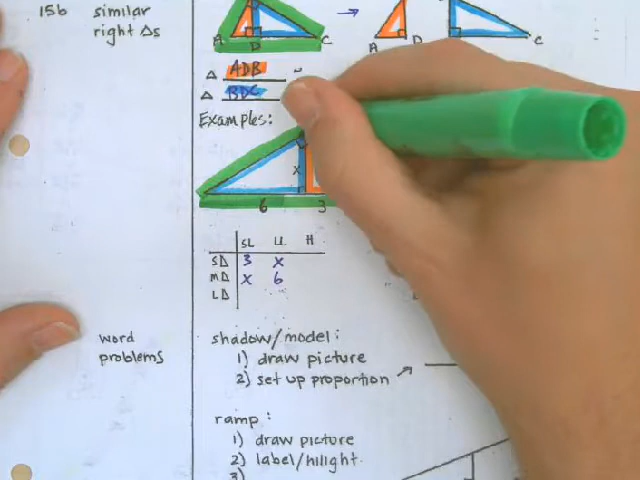 15b similar right Δs
A D C
A D C
Δ ADB ~
Δ BDC
Examples:
x
6 3
SL LL H
SΔ 3 x
MΔ x 6
LΔ
word problems
shadow/model:
1) draw picture
2) set up proportion
ramp:
1) draw picture
2) label/hilight
3)